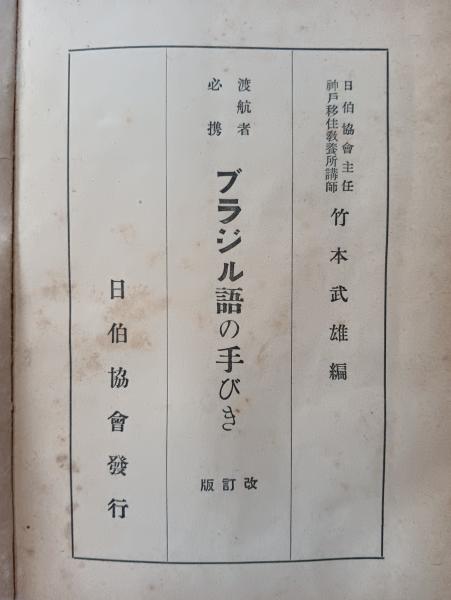 日伯協會主任
神戸移住敎養所講師
竹本武雄編
渡航者
必携
ブラジル語の手びき
改訂版
日伯協會發行